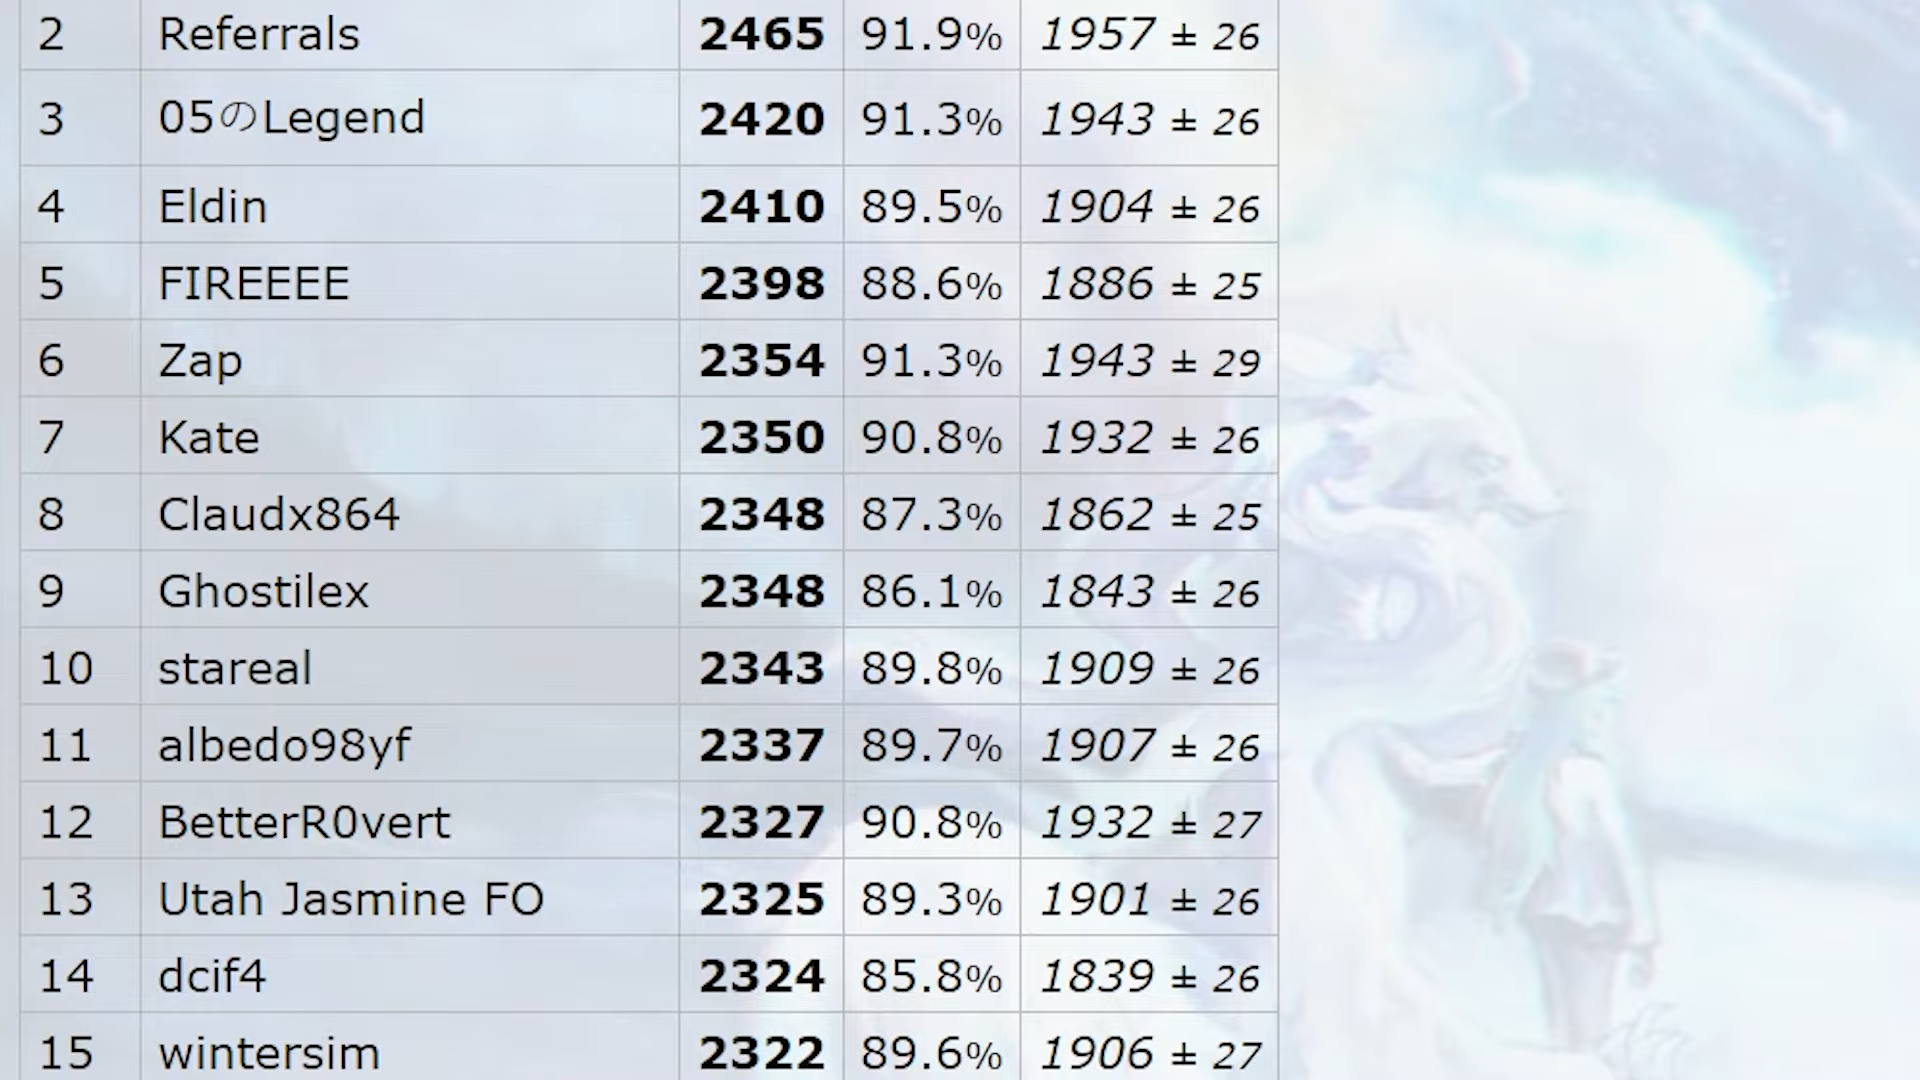 2 Referrals 2465 91.9% 1957 ± 26
3 05のLegend 2420 91.3% 1943 ± 26
4 Eldin 2410 89.5% 1904 ± 26
5 FIREEEE 2398 88.6% 1886 ± 25
6 Zap 2354 91.3% 1943 ± 29
7 Kate 2350 90.8% 1932 ± 26
8 Claudx864 2348 87.3% 1862 ± 25
9 Ghostilex 2348 86.1% 1843 ± 26
10 stareal 2343 89.8% 1909 ± 26
11 albedo98yf 2337 89.7% 1907 ± 26
12 BetterR0vert 2327 90.8% 1932 ± 27
13 Utah Jasmine FO 2325 89.3% 1901 ± 26
14 dcif4 2324 85.8% 1839 ± 26
15 wintersim 2322 89.6% 1906 ± 27